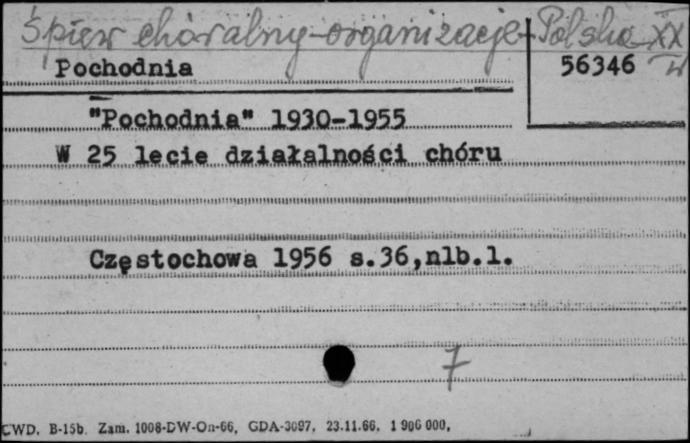 Śpiew chóralny-organizacje-Polska XX w
Pochodnia
56346
"Pochodnia" 1930-1955
W 25 lecie działalności chóru
Częstochowa 1956 s.36,nlb.1.
7
CWD. B-15b. Zam. 1008-DW-On-66, GDA-3097, 23.11.66. 1 900 000,